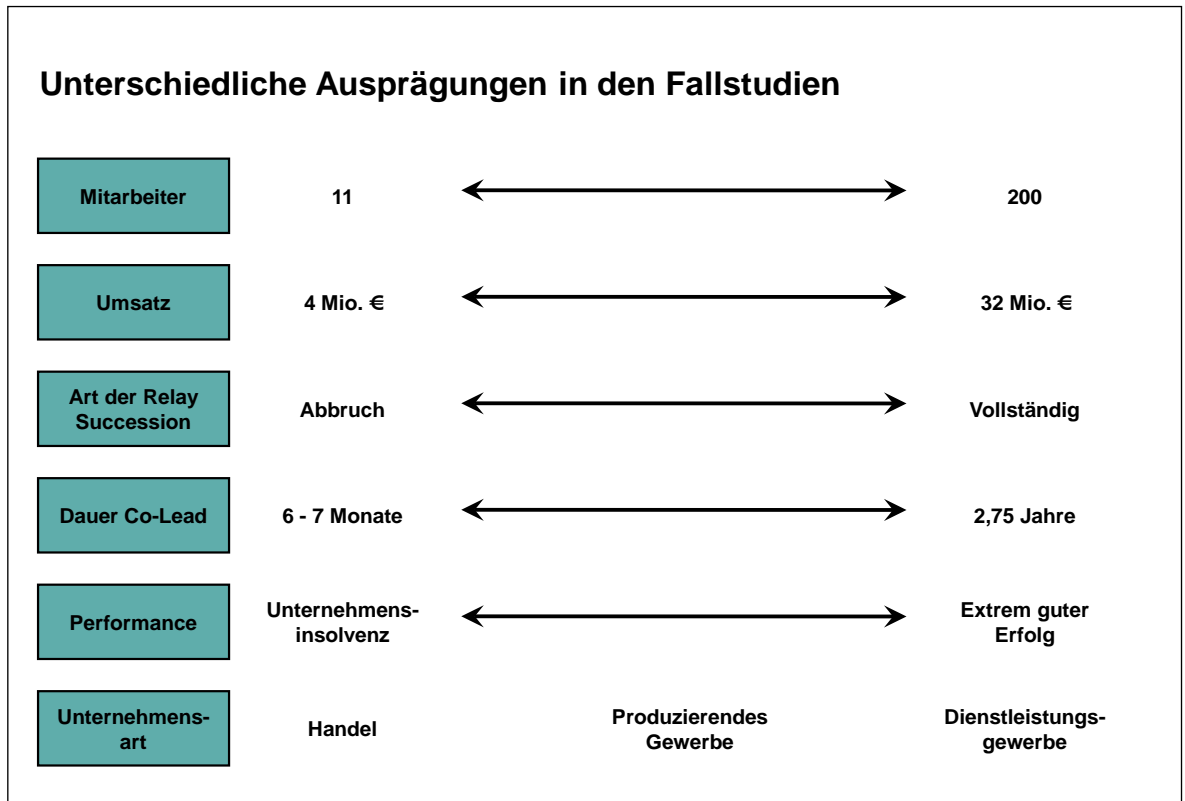 Unterschiedliche Ausprägungen in den Fallstudien
Mitarbeiter
11
200
Umsatz
4 Mio. €
32 Mio. €
Art der Relay
Succession
Abbruch
Vollständig
Dauer Co-Lead
6 - 7 Monate
2,75 Jahre
Performance
Unternehmens-
insolvenz
Extrem guter
Erfolg
Unternehmens-
art
Handel
Produzierendes
Gewerbe
Dienstleistungs-
gewerbe